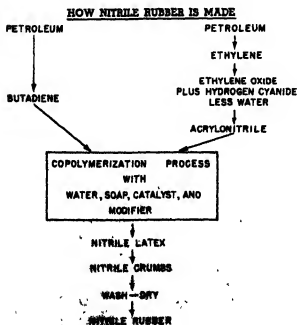 HOW NITRILE RUBBER IS MADE
PETROLEUM
BUTADIENE
PETROLEUM
ETHYLENE
ETHYLENE OXIDE
PLUS HYDROGEN CYANIDE
LESS WATER
ACRYLONITRILE
COPOLYMERIZATION PROCESS
WITH
WATER, SOAP, CATALYST, AND
MODIFIER
NITRILE LATEX
NITRILE CRUMBS
WASH—DRY
NITRILE RUBBER